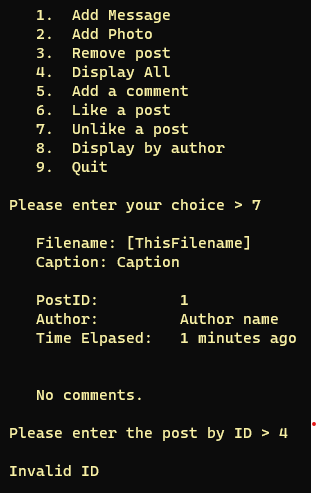 1. Add Message
2. Add Photo
3. Remove post
4. Display All
5. Add a comment
6. Like a post
7. Unlike a post
8. Display by author
9. Quit
Please enter your choice > 7
Filename: [ThisFilename]
Caption: Caption
PostID: 1
Author: Author name
Time Elpased: 1 minutes ago
No comments.
Please enter the post by ID > 4
Invalid ID